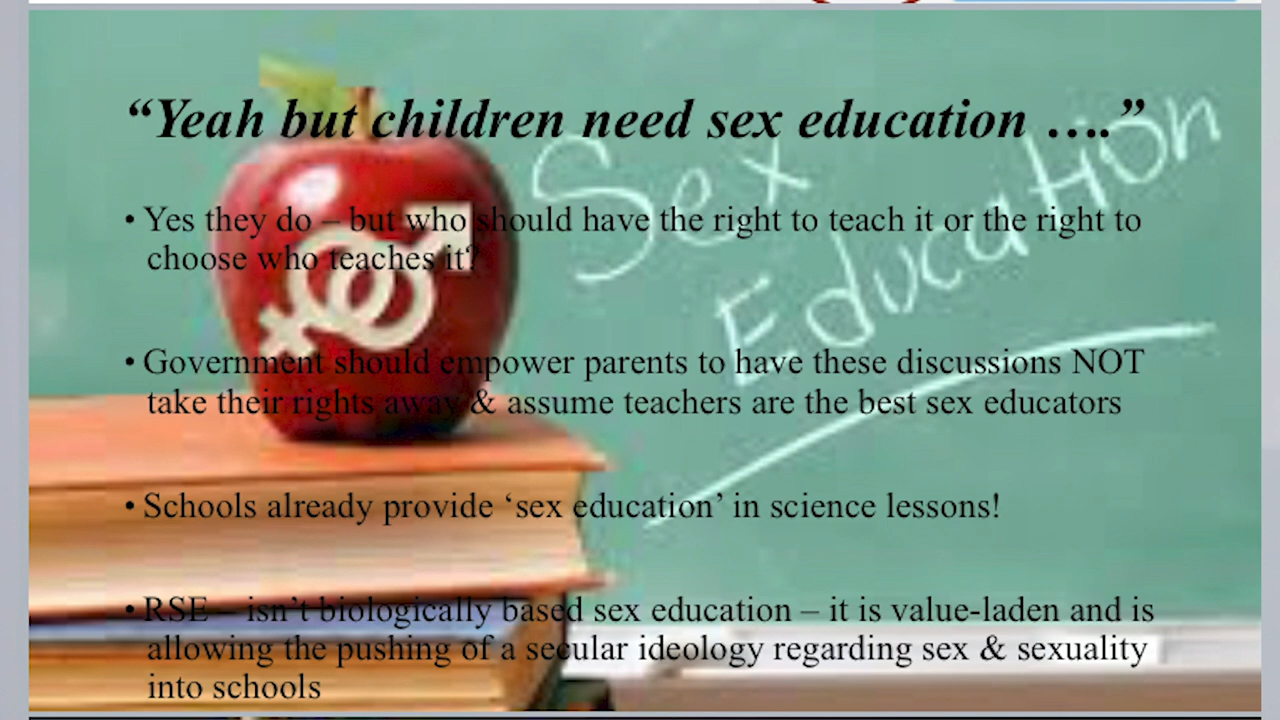 “Yeah but children need sex education ….”
Sex
Education
• Yes they do – but who should have the right to teach it or the right to
choose who teaches it?
• Government should empower parents to have these discussions NOT
take their rights away & assume teachers are the best sex educators
• Schools already provide ‘sex education’ in science lessons!
• RSE – isn’t biologically based sex education – it is value-laden and is
allowing the pushing of a secular ideology regarding sex & sexuality
into schools